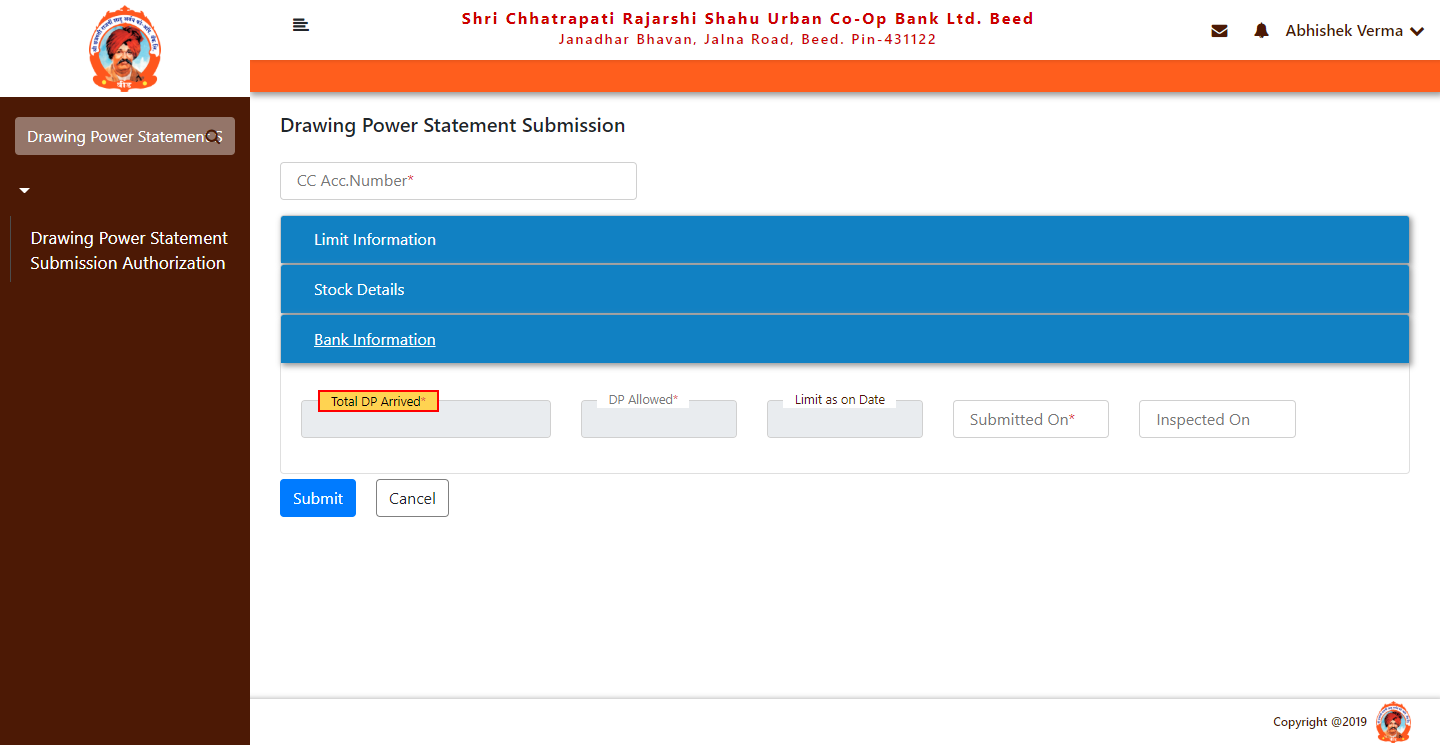 Shri Chhatrapati Rajarshi Shahu Urban Co-Op Bank Ltd. Beed
Janadhar Bhavan, Jalna Road, Beed. Pin-431122
Abhishek Verma
Drawing Power Statement S
Drawing Power Statement
Submission Authorization
Drawing Power Statement Submission
CC Acc.Number*
Limit Information
Stock Details
Bank Information
Total DP Arrived*
DP Allowed*
Limit as on Date
Submitted On*
Inspected On
Submit
Cancel
Copyright @2019